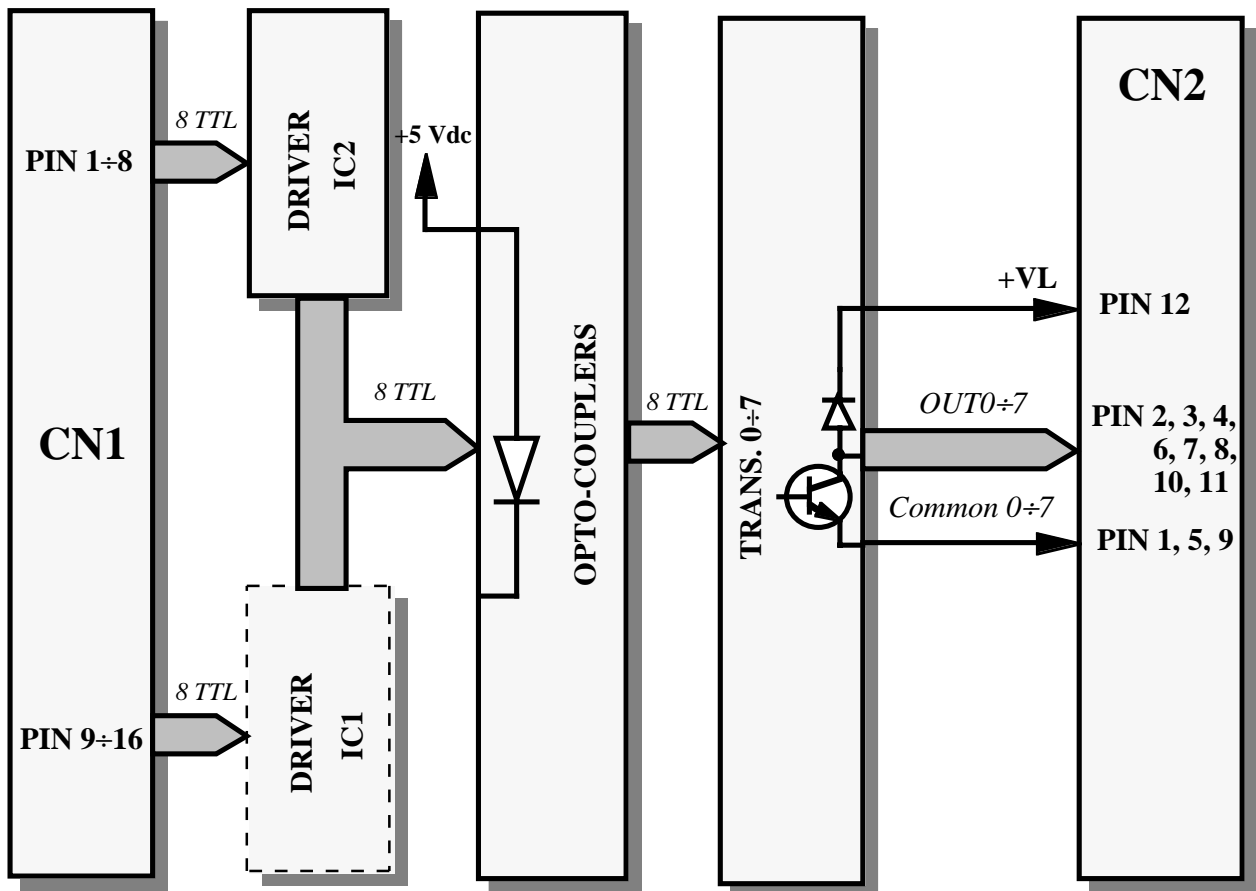 CN1
PIN 1÷8
PIN 9÷16
8 TTL
DRIVER
IC2
8 TTL
DRIVER
IC1
8 TTL
+5 Vdc
OPTO-COUPLERS
8 TTL
TRANS. 0÷7
+VL
OUT0÷7
Common 0÷7
CN2
PIN 12
PIN 2, 3, 4,
6, 7, 8,
10, 11
PIN 1, 5, 9